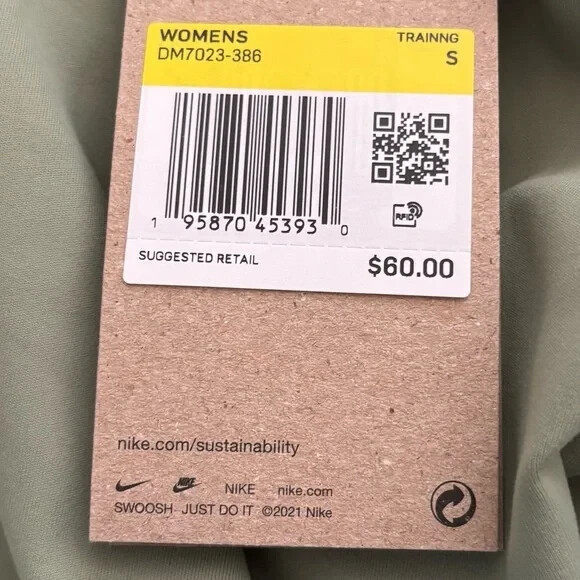 WOMENS TRAINNG
DM7023-386 S
1 95870 45393 0
RFID
SUGGESTED RETAIL $60.00
nike.com/sustainability
NIKE NIKE nike.com
SWOOSH JUST DO IT ©2021 Nike